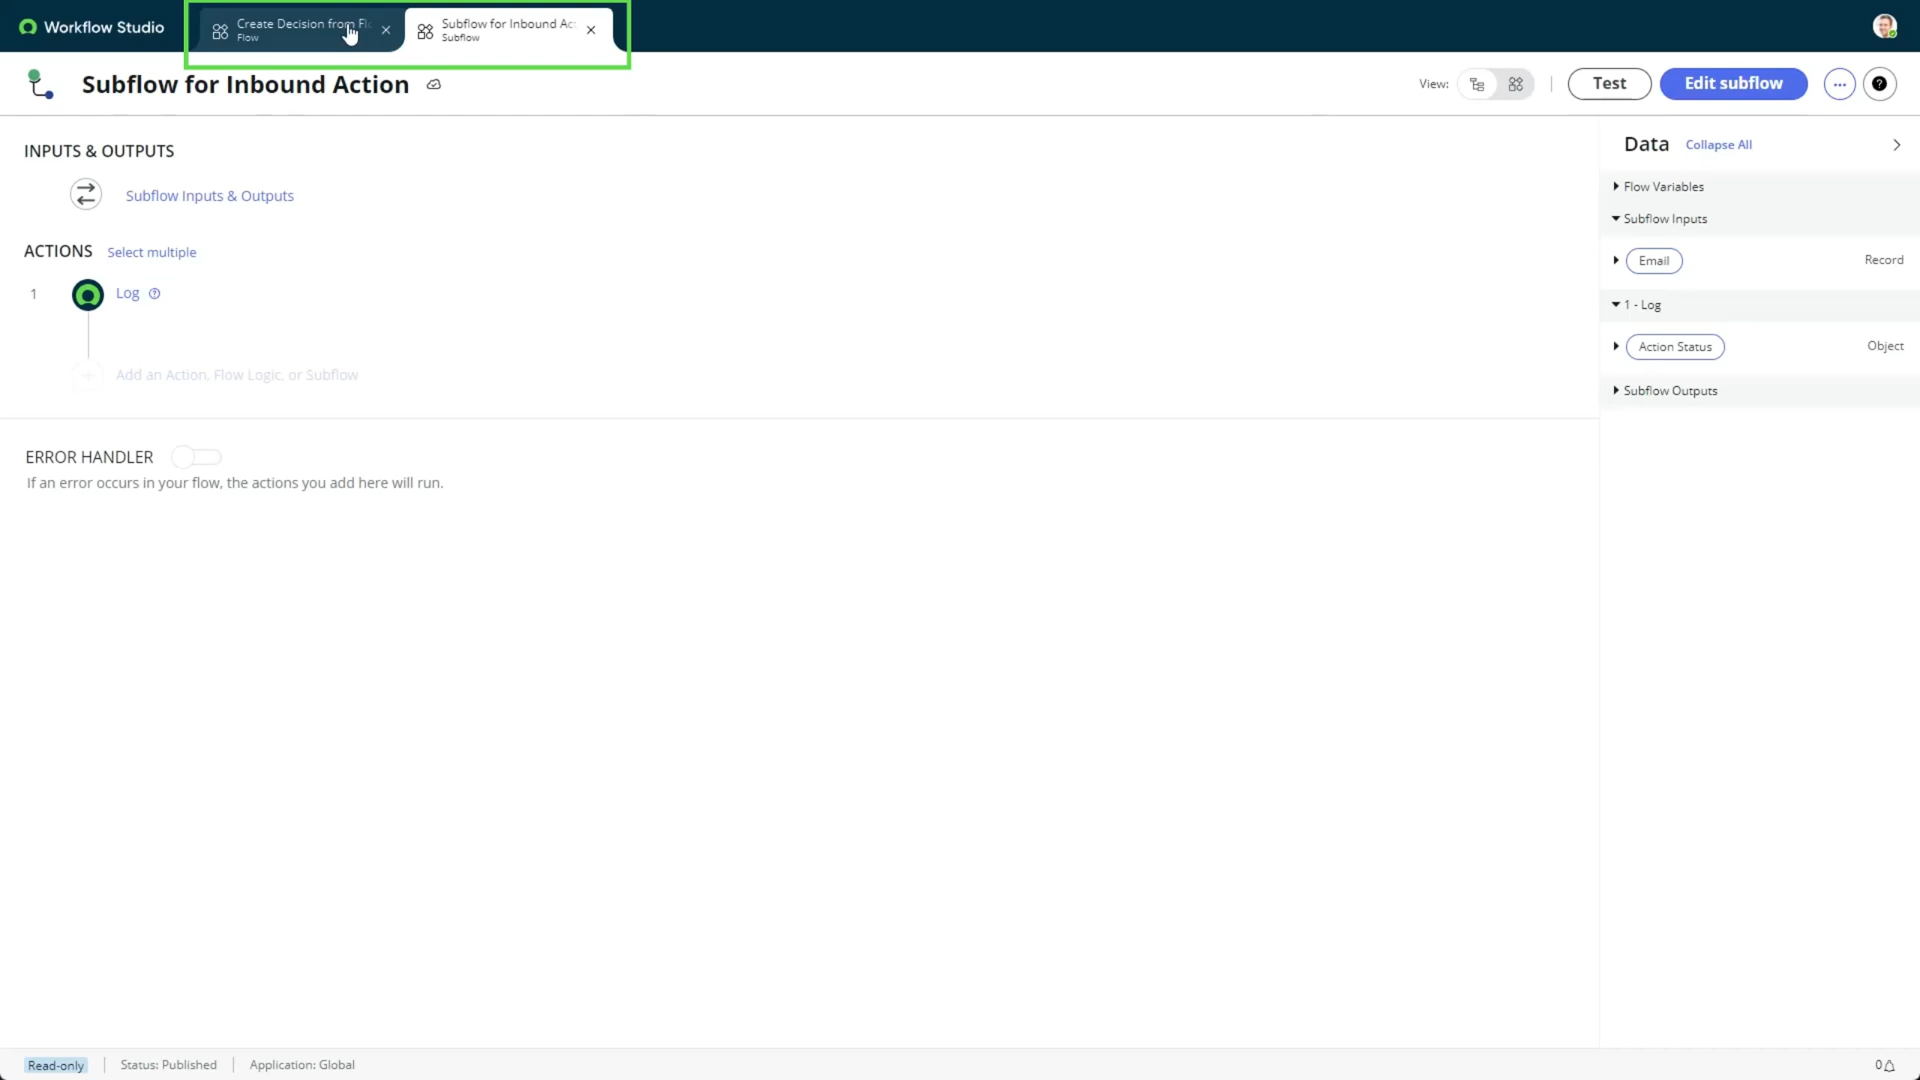 Workflow Studio
Create Decision from Fl
Flow
Subflow for Inbound Ac
Subflow
Subflow for Inbound Action
View:
Test
Edit subflow
INPUTS & OUTPUTS
Subflow Inputs & Outputs
ACTIONS Select multiple
1 Log
Add an Action, Flow Logic, or Subflow
ERROR HANDLER
If an error occurs in your flow, the actions you add here will run.
Data Collapse All
Flow Variables
Subflow Inputs
Email Record
1 - Log
Action Status Object
Subflow Outputs
Read-only Status: Published Application: Global
0